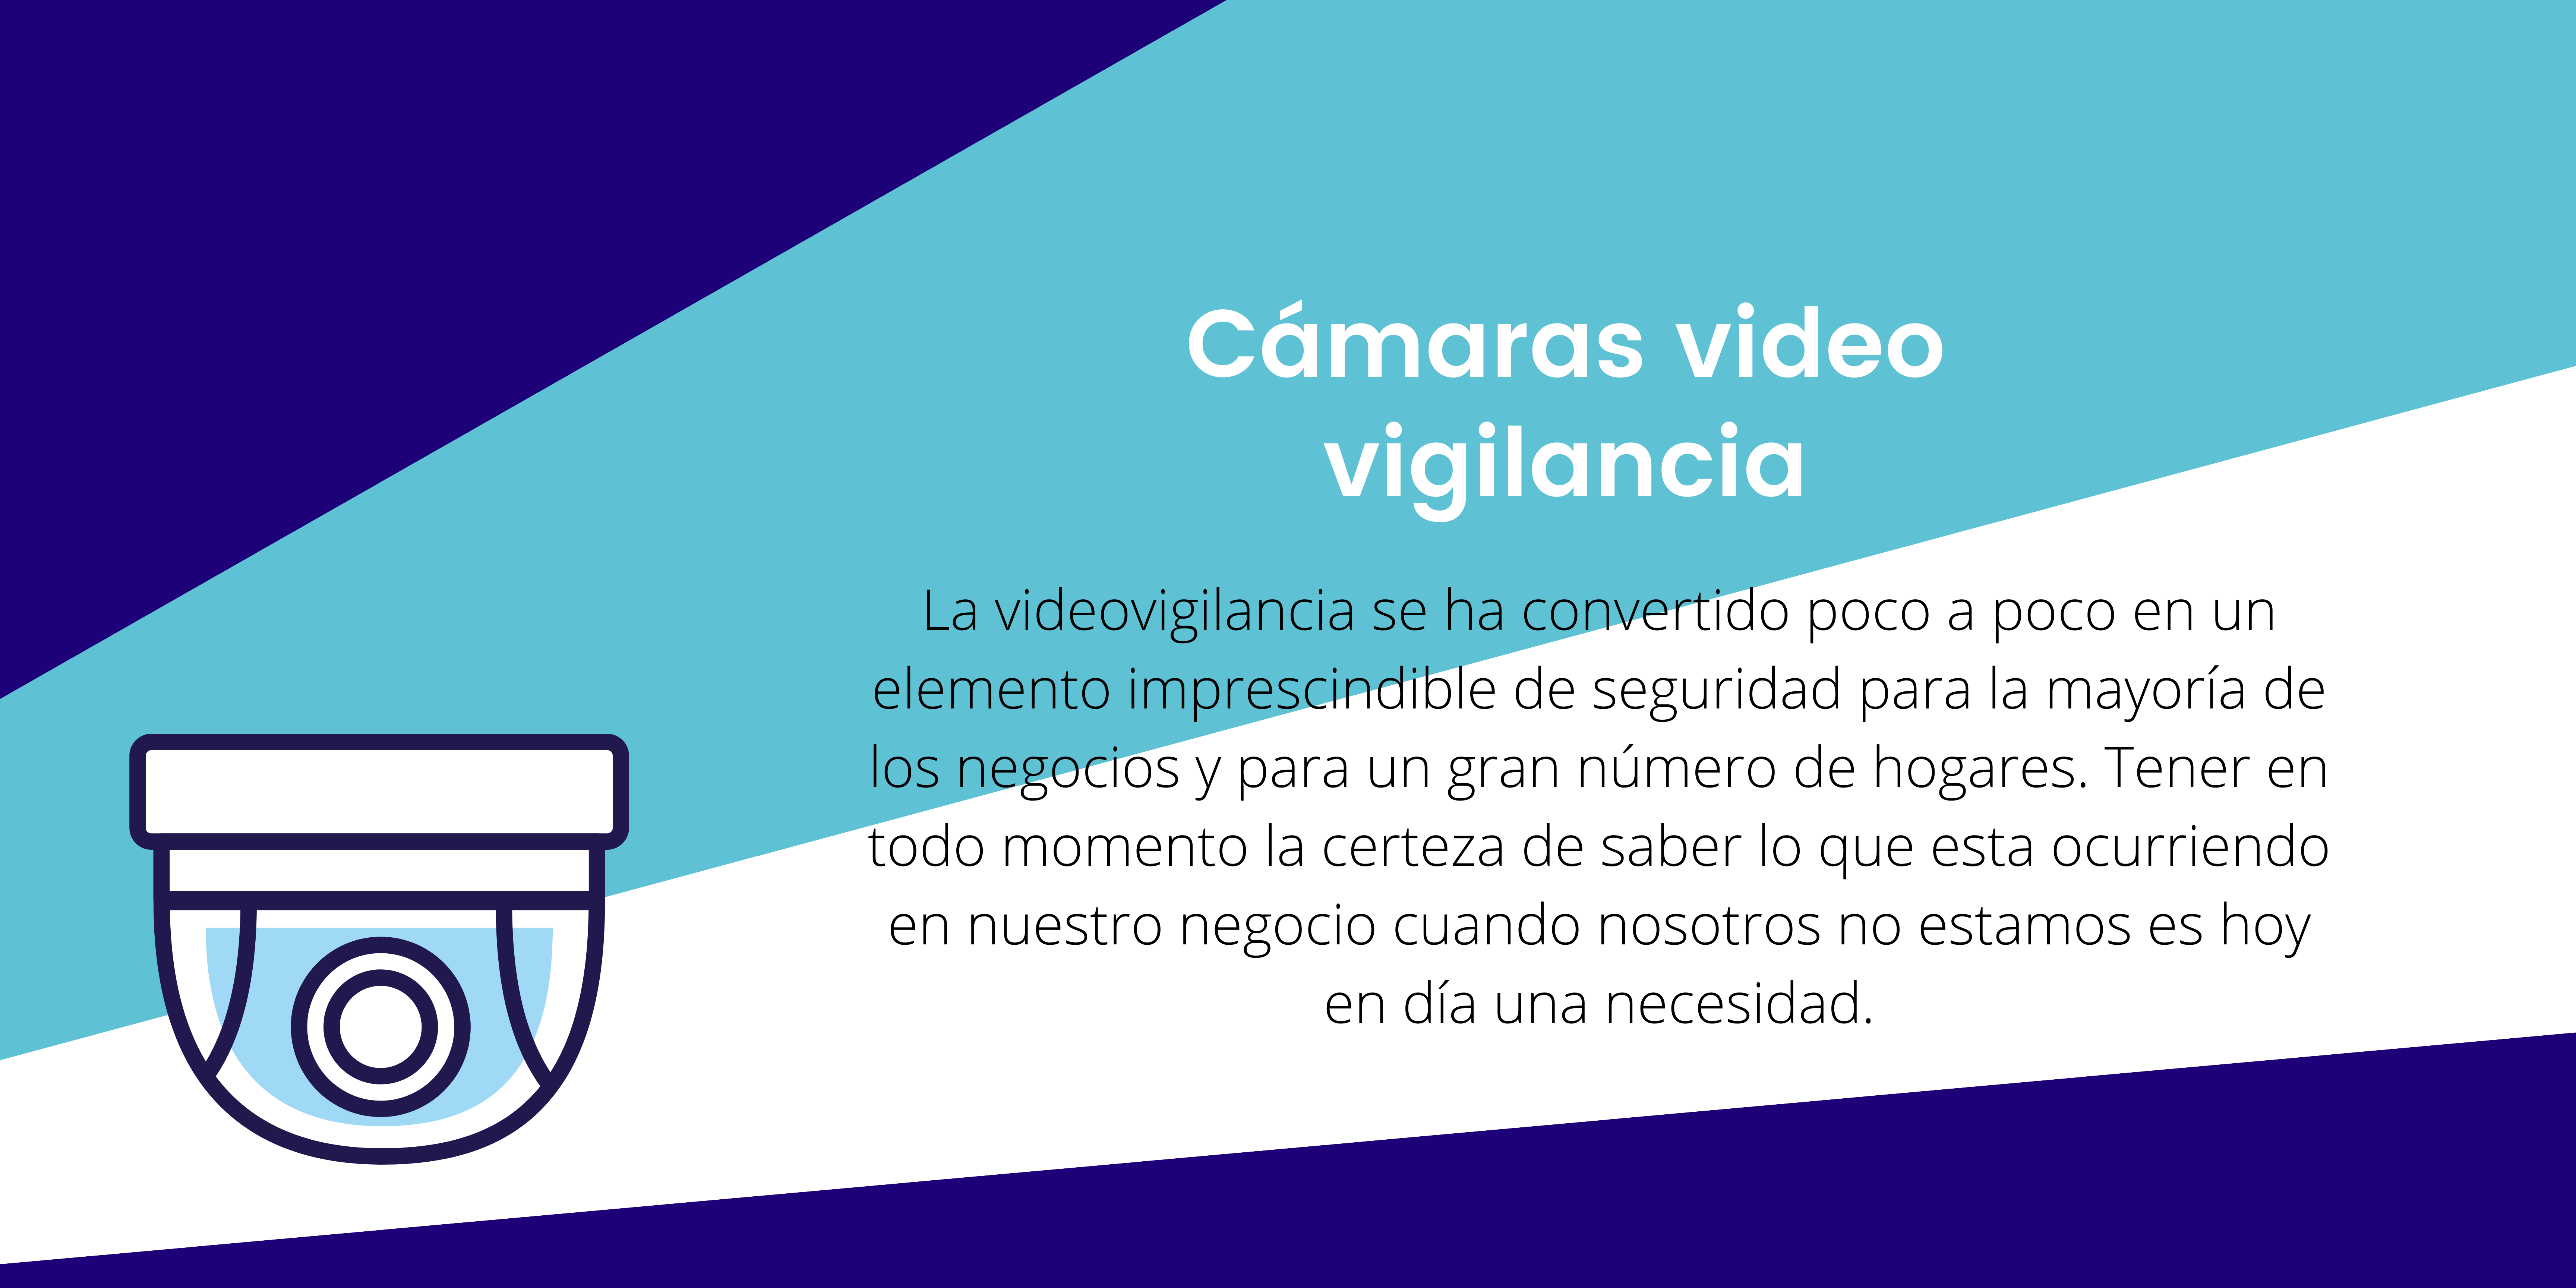 Cámaras video
vigilancia
La videovigilancia se ha convertido poco a poco en un
elemento imprescindible de seguridad para la mayoría de
los negocios y para un gran número de hogares. Tener en
todo momento la certeza de saber lo que esta ocurriendo
en nuestro negocio cuando nosotros no estamos es hoy
en día una necesidad.